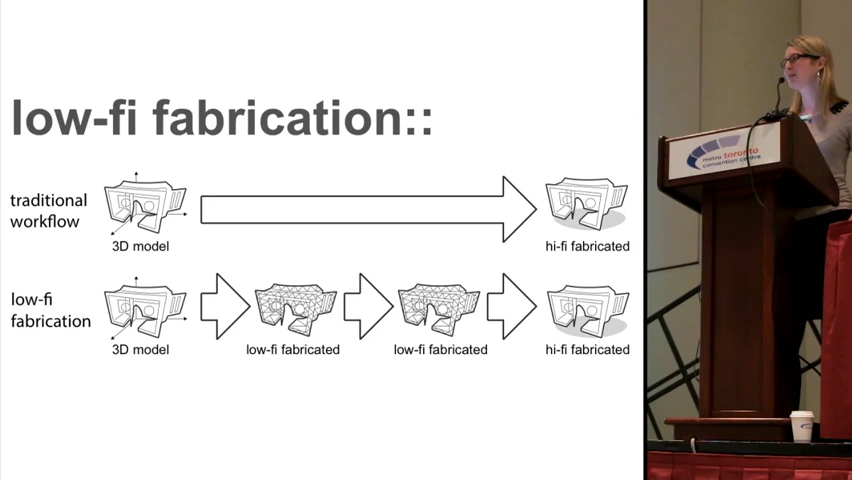 low-fi fabrication::
traditional
workflow
3D model
hi-fi fabricated
low-fi
fabrication
3D model
low-fi fabricated
low-fi fabricated
hi-fi fabricated
metro toronto
convention centre